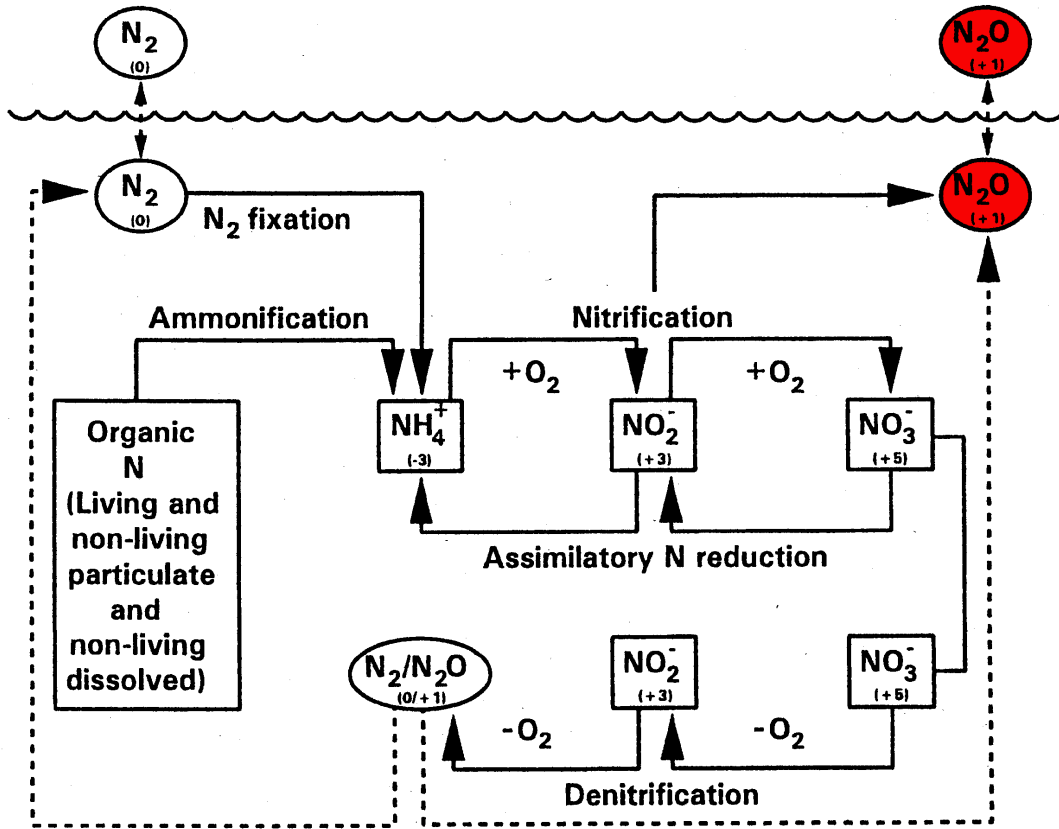 N₂
(0)
N₂O
(+1)
N₂
(0)
N₂O
(+1)
N₂ fixation
Ammonification
Nitrification
+O₂
+O₂
Organic
N
(Living and
non-living
particulate
and
non-living
dissolved)
NH₄⁺
(-3)
NO₂⁻
(+3)
NO₃⁻
(+5)
Assimilatory N reduction
N₂/N₂O
(0/+1)
NO₂⁻
(+3)
NO₃⁻
(+5)
-O₂
-O₂
Denitrification